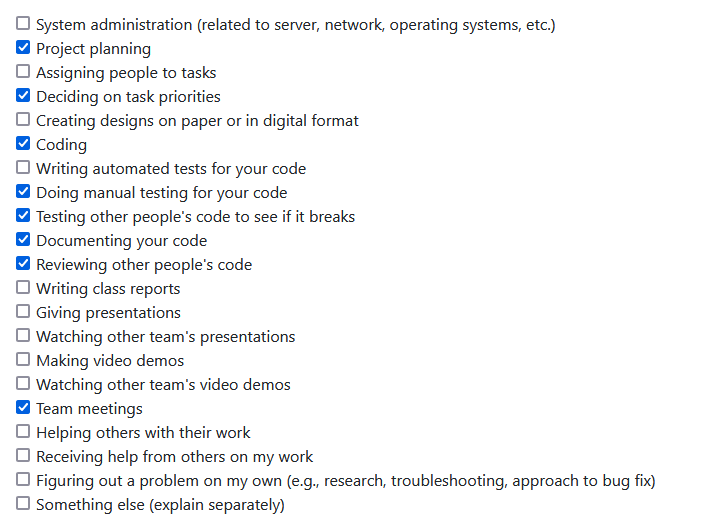 System administration (related to server, network, operating systems, etc.)
Project planning
Assigning people to tasks
Deciding on task priorities
Creating designs on paper or in digital format
Coding
Writing automated tests for your code
Doing manual testing for your code
Testing other people's code to see if it breaks
Documenting your code
Reviewing other people's code
Writing class reports
Giving presentations
Watching other team's presentations
Making video demos
Watching other team's video demos
Team meetings
Helping others with their work
Receiving help from others on my work
Figuring out a problem on my own (e.g., research, troubleshooting, approach to bug fix)
Something else (explain separately)